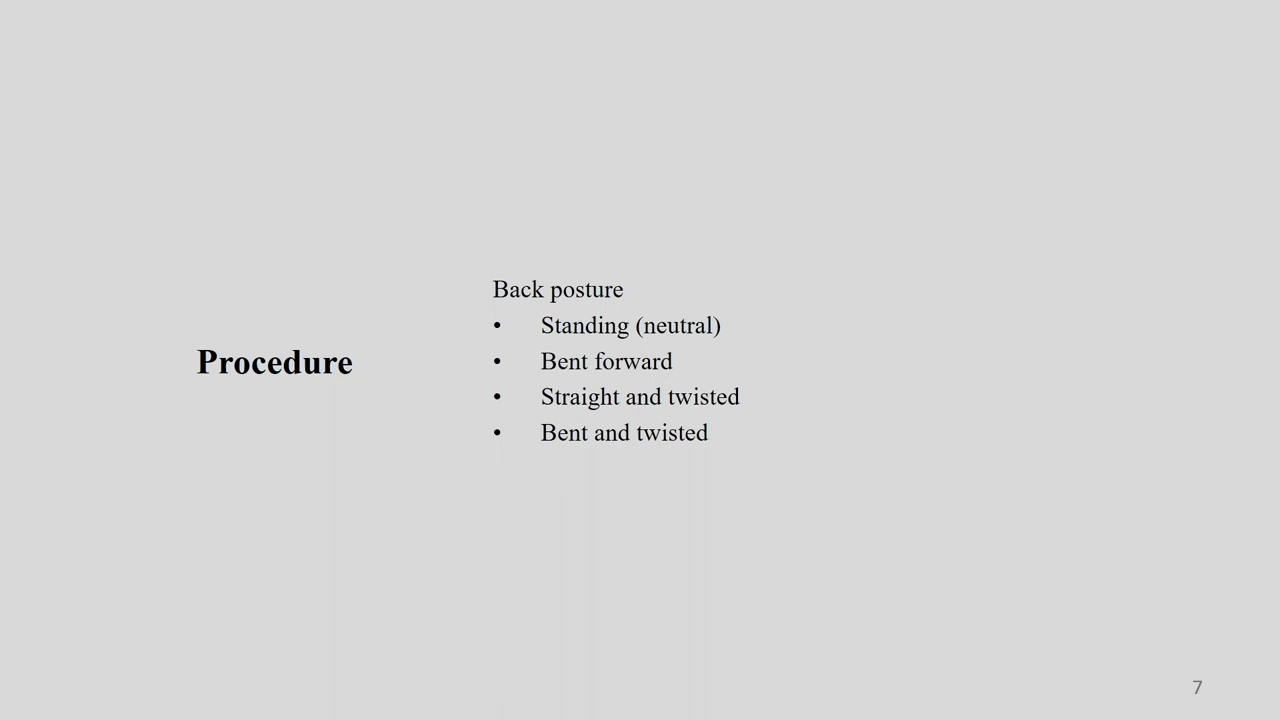 Procedure
Back posture
• Standing (neutral)
• Bent forward
• Straight and twisted
• Bent and twisted
7